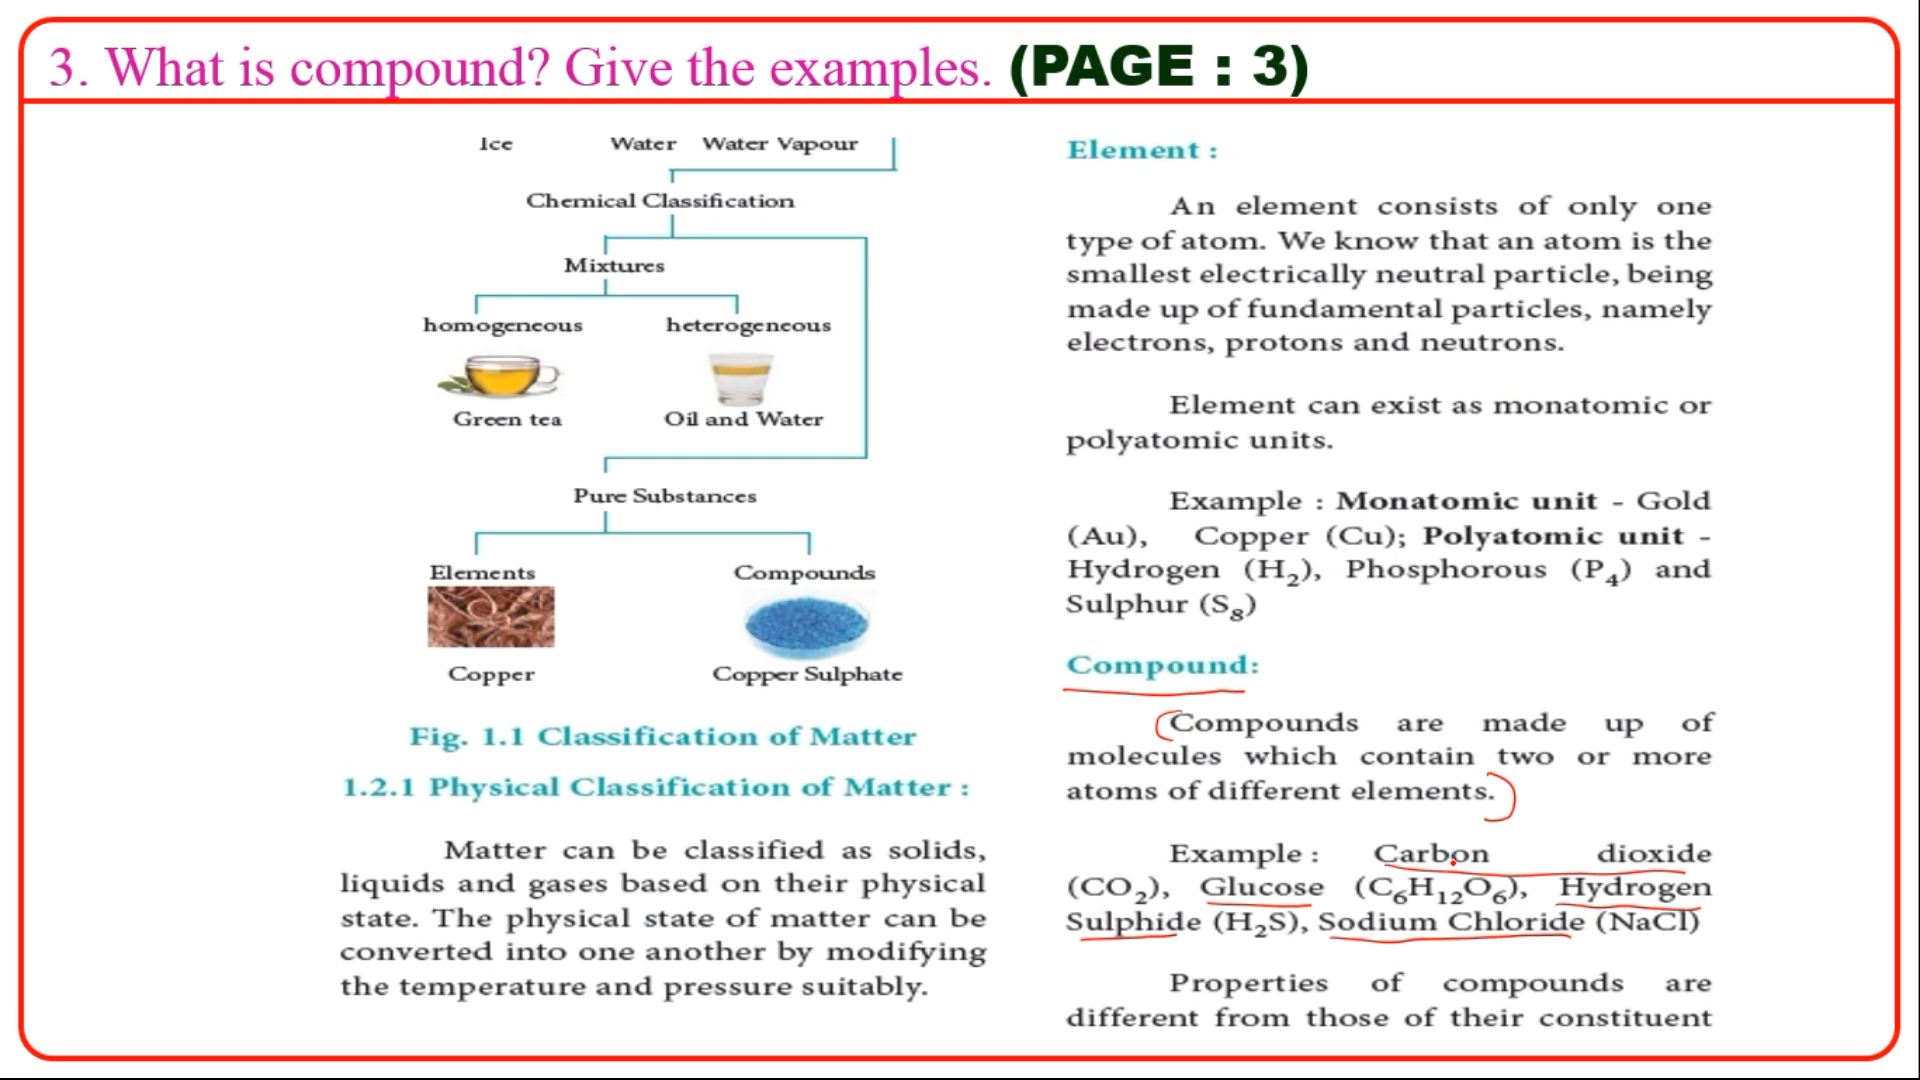 3. What is compound? Give the examples. (PAGE : 3)
Ice Water Water Vapour
Chemical Classification
Mixtures
homogeneous heterogeneous
Green tea Oil and Water
Pure Substances
Elements Compounds
Copper Copper Sulphate
Fig. 1.1 Classification of Matter
1.2.1 Physical Classification of Matter :
Matter can be classified as solids,
liquids and gases based on their physical
state. The physical state of matter can be
converted into one another by modifying
the temperature and pressure suitably.
Element :
An element consists of only one
type of atom. We know that an atom is the
smallest electrically neutral particle, being
made up of fundamental particles, namely
electrons, protons and neutrons.
Element can exist as monatomic or
polyatomic units.
Example : Monatomic unit - Gold
(Au), Copper (Cu); Polyatomic unit -
Hydrogen (H₂), Phosphorous (P₄) and
Sulphur (S₈)
Compound:
Compounds are made up of
molecules which contain two or more
atoms of different elements.
Example : Carbon dioxide
(CO₂), Glucose (C₆H₁₂O₆), Hydrogen
Sulphide (H₂S), Sodium Chloride (NaCl)
Properties of compounds are
different from those of their constituent